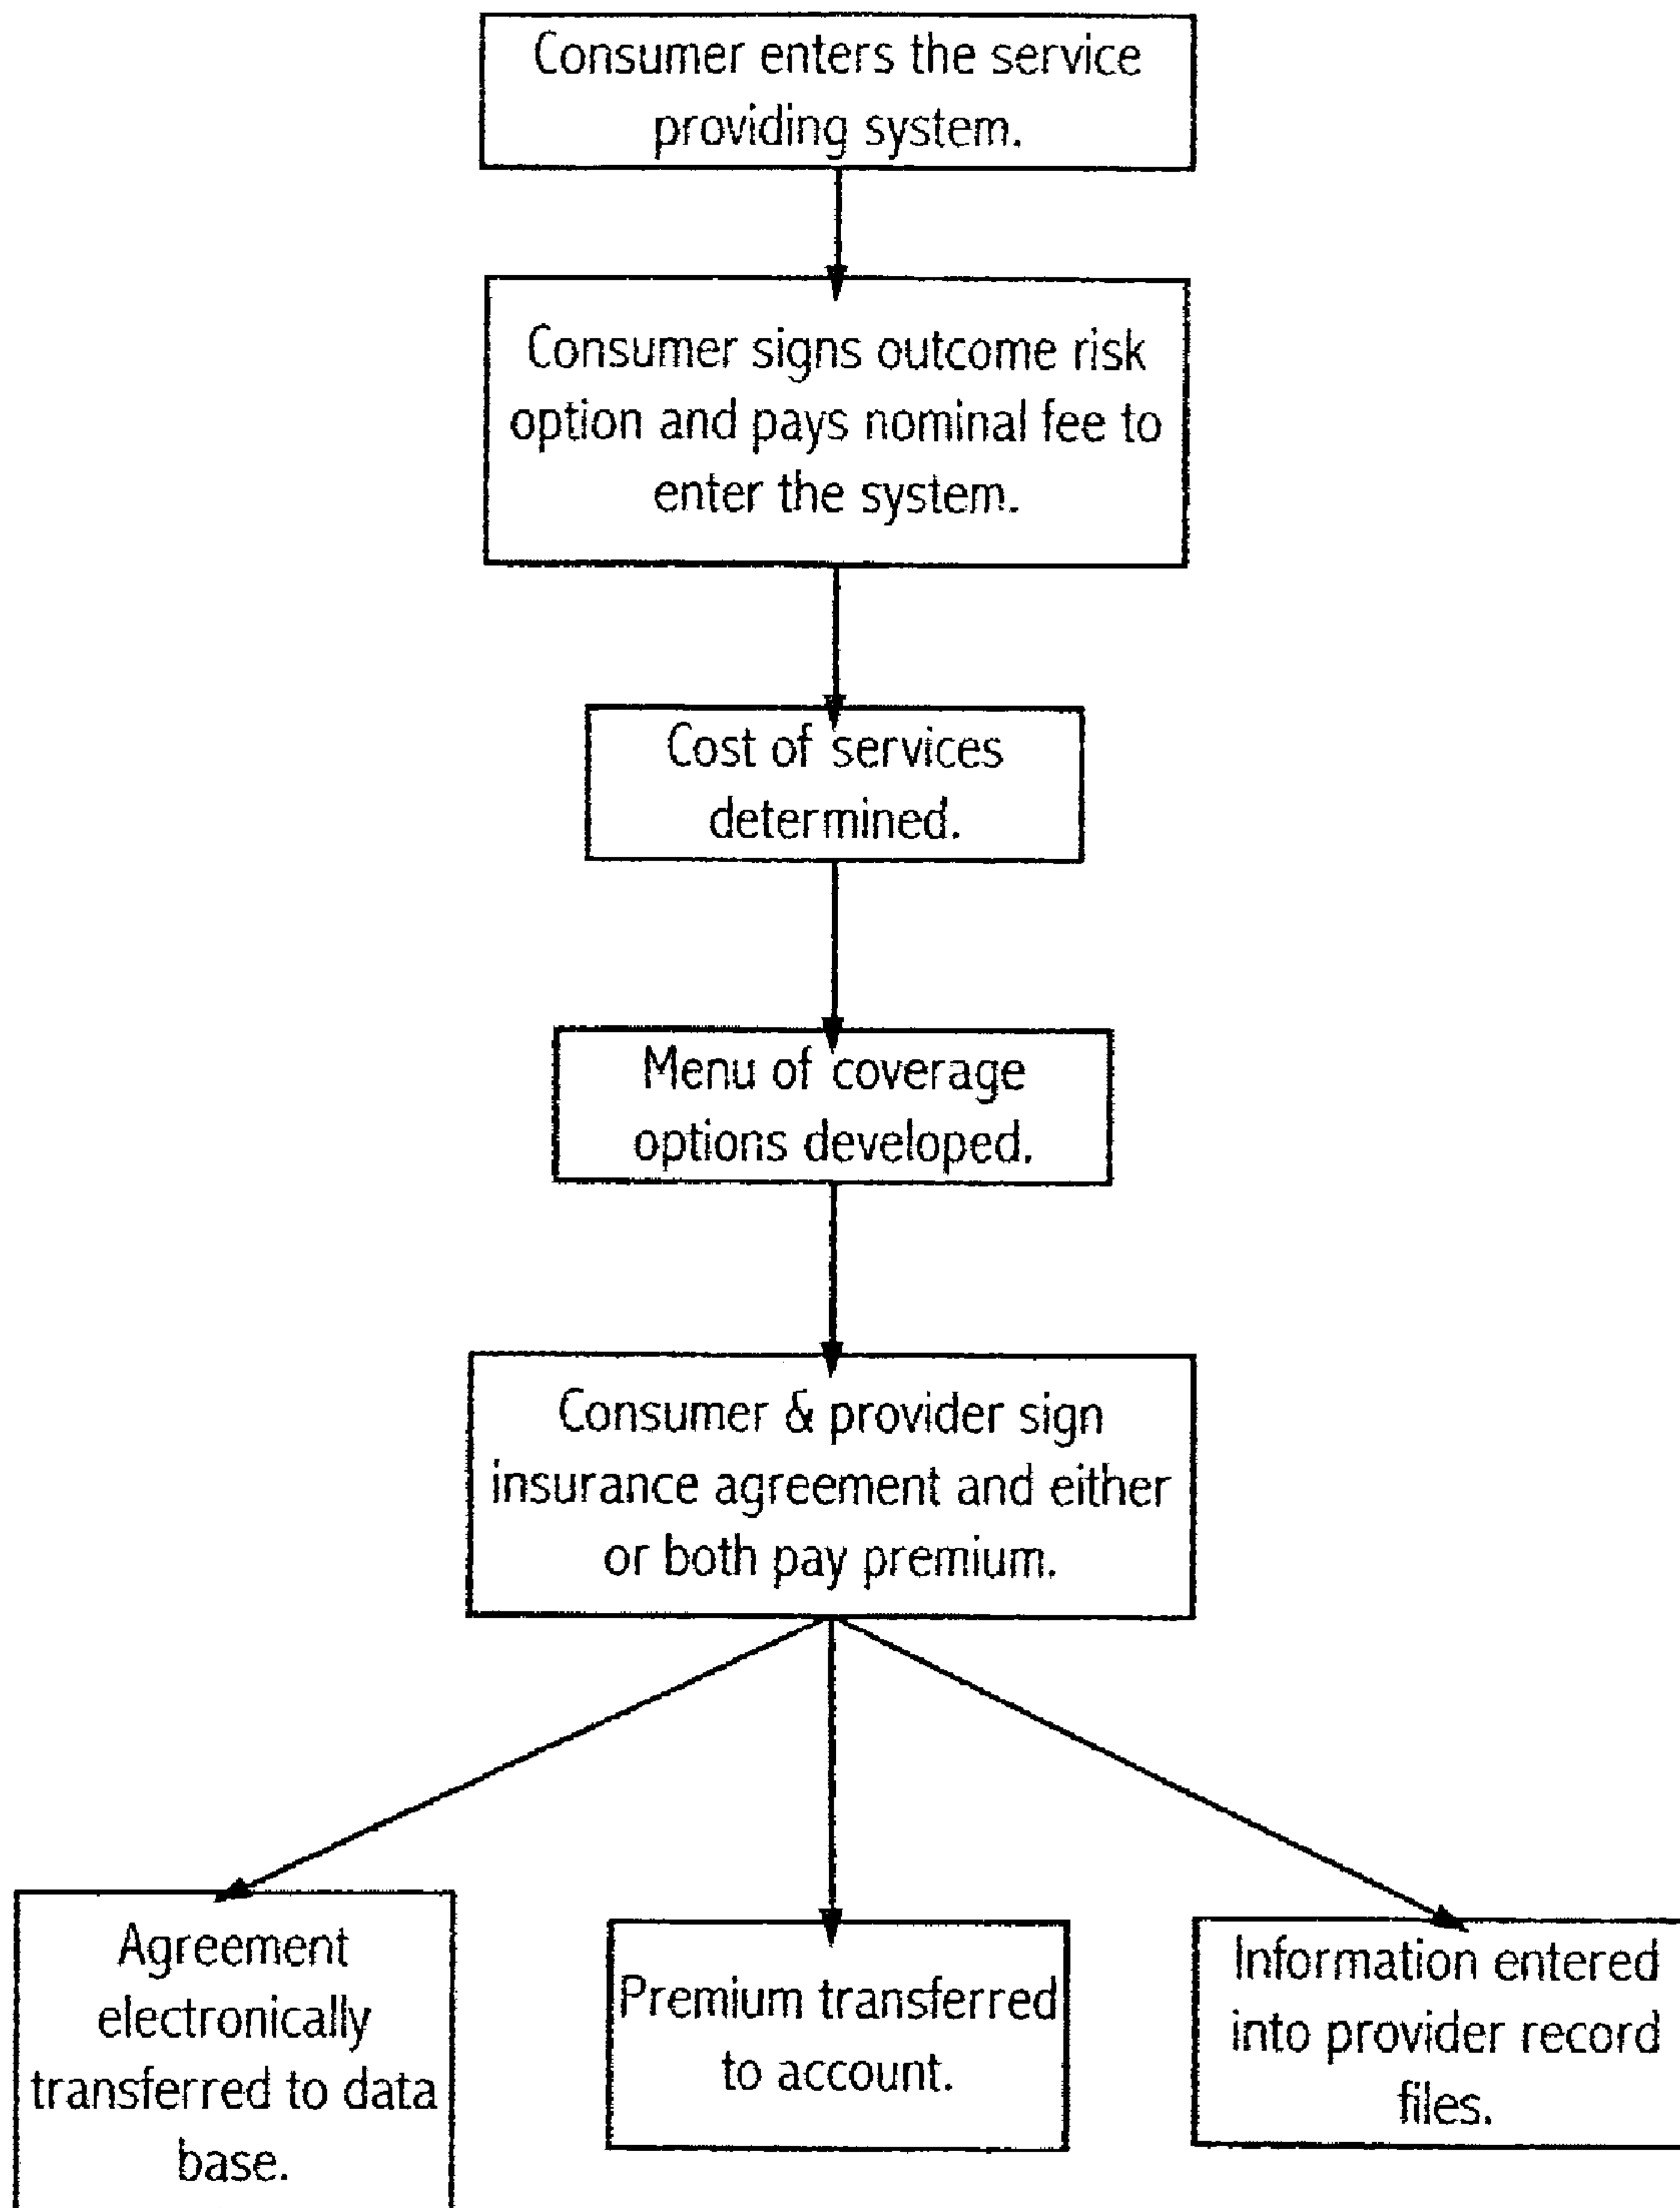 Consumer enters the service
providing system.
Consumer signs outcome risk
option and pays nominal fee to
enter the system.
Cost of services
determined.
Menu of coverage
options developed.
Consumer & provider sign
insurance agreement and either
or both pay premium.
Agreement
electronically
transferred to data
base.
Premium transferred
to account.
Information entered
into provider record
files.